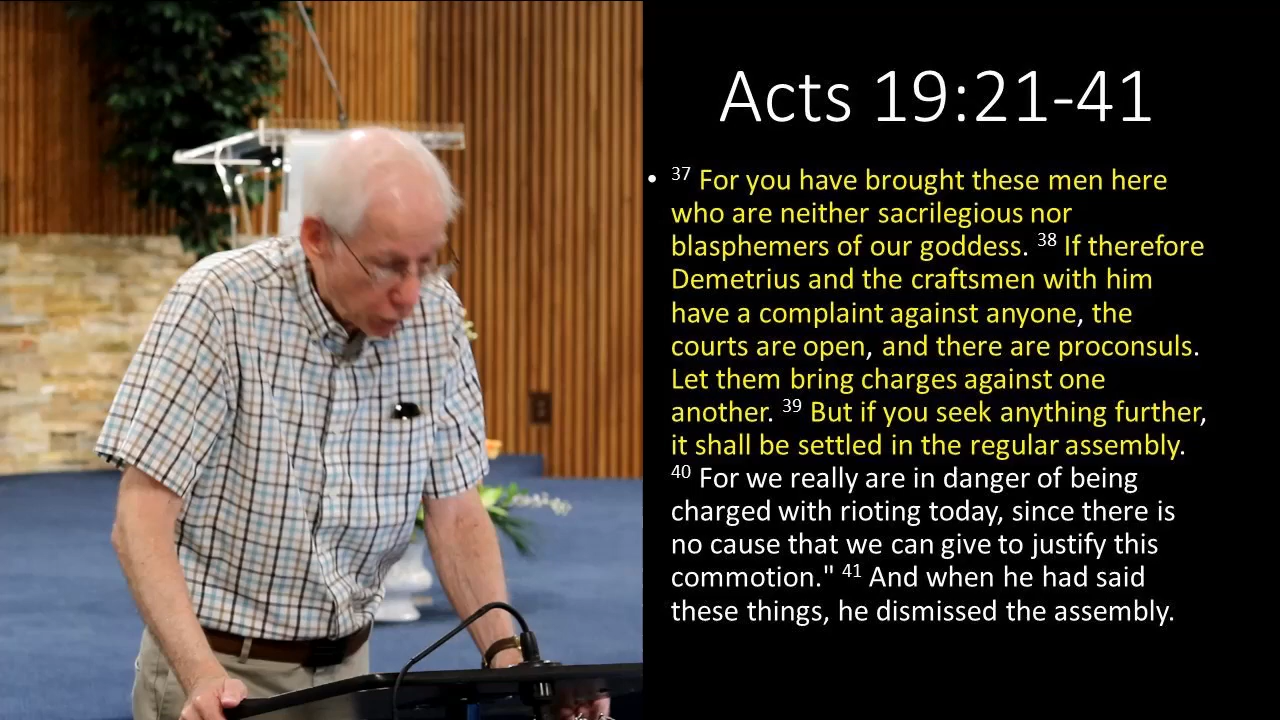 Acts 19:21-41
• 37 For you have brought these men here
who are neither sacrilegious nor
blasphemers of our goddess. 38 If therefore
Demetrius and the craftsmen with him
have a complaint against anyone, the
courts are open, and there are proconsuls.
Let them bring charges against one
another. 39 But if you seek anything further,
it shall be settled in the regular assembly.
40 For we really are in danger of being
charged with rioting today, since there is
no cause that we can give to justify this
commotion." 41 And when he had said
these things, he dismissed the assembly.